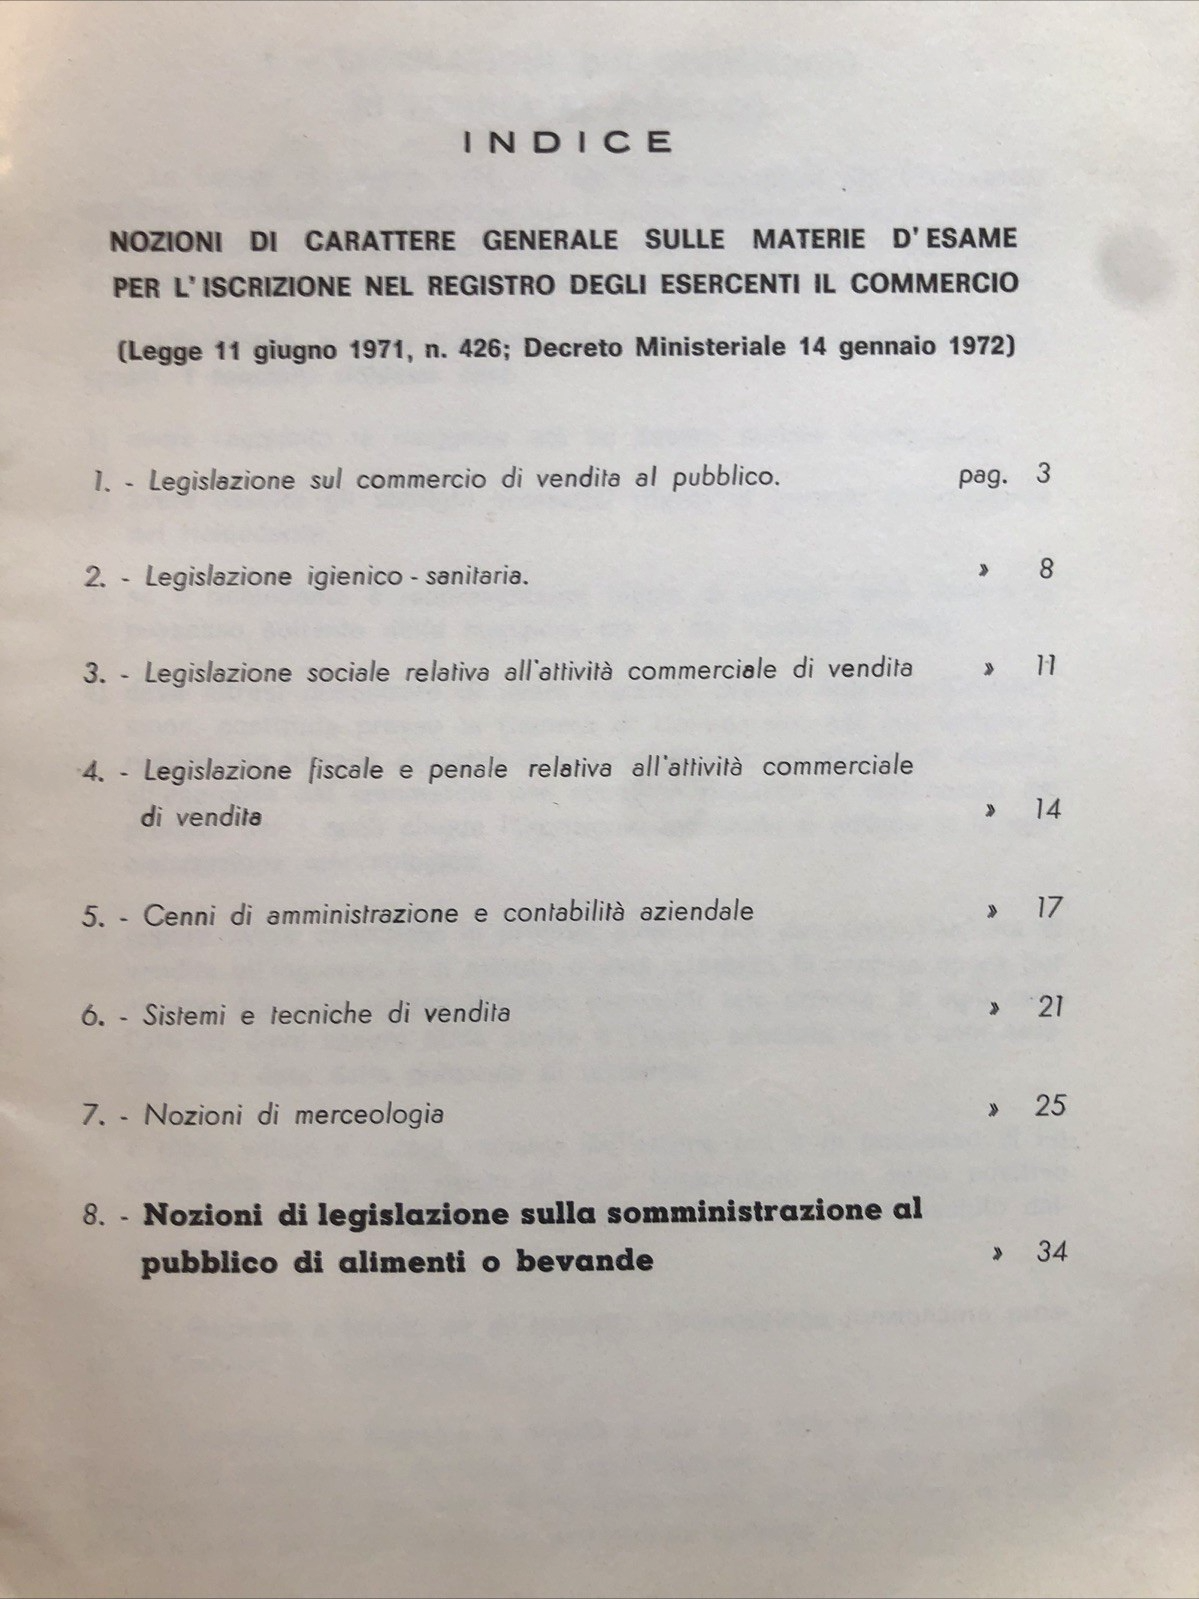 INDICE
NOZIONI DI CARATTERE GENERALE SULLE MATERIE D'ESAME
PER L'ISCRIZIONE NEL REGISTRO DEGLI ESERCENTI IL COMMERCIO
(Legge 11 giugno 1971, n. 426; Decreto Ministeriale 14 gennaio 1972)
1. - Legislazione sul commercio di vendita al pubblico. pag. 3
2. - Legislazione igienico - sanitaria. » 8
3. - Legislazione sociale relativa all'attività commerciale di vendita » 11
4. - Legislazione fiscale e penale relativa all'attività commerciale
di vendita » 14
5. - Cenni di amministrazione e contabilità aziendale » 17
6. - Sistemi e tecniche di vendita » 21
7. - Nozioni di merceologia » 25
8. - Nozioni di legislazione sulla somministrazione al
pubblico di alimenti o bevande » 34